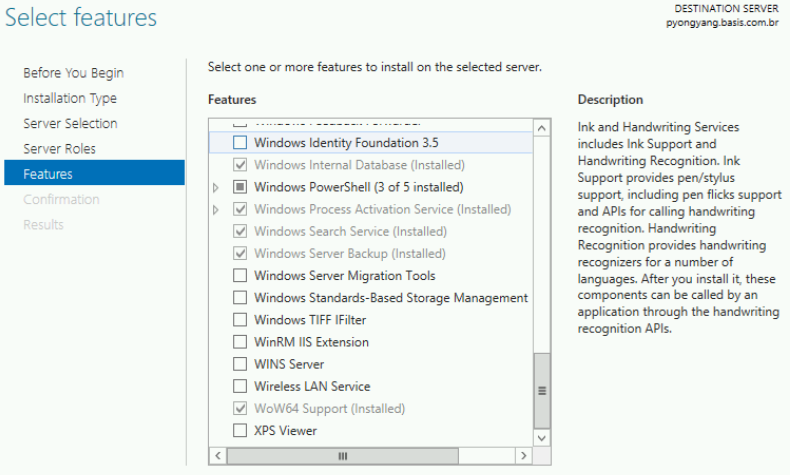 Select features
DESTINATION SERVER
pyongyang.basis.com.br
Before You Begin
Installation Type
Server Selection
Server Roles
Features
Confirmation
Results
Select one or more features to install on the selected server.
Features
Windows Identity Foundation 3.5
Windows Internal Database (Installed)
Windows PowerShell (3 of 5 installed)
Windows Process Activation Service (Installed)
Windows Search Service (Installed)
Windows Server Backup (Installed)
Windows Server Migration Tools
Windows Standards-Based Storage Management
Windows TIFF IFilter
WinRM IIS Extension
WINS Server
Wireless LAN Service
WoW64 Support (Installed)
XPS Viewer
Description
Ink and Handwriting Services
includes Ink Support and
Handwriting Recognition. Ink
Support provides pen/stylus
support, including pen flicks support
and APIs for calling handwriting
recognition. Handwriting
Recognition provides handwriting
recognizers for a number of
languages. After you install it, these
components can be called by an
application through the handwriting
recognition APIs.